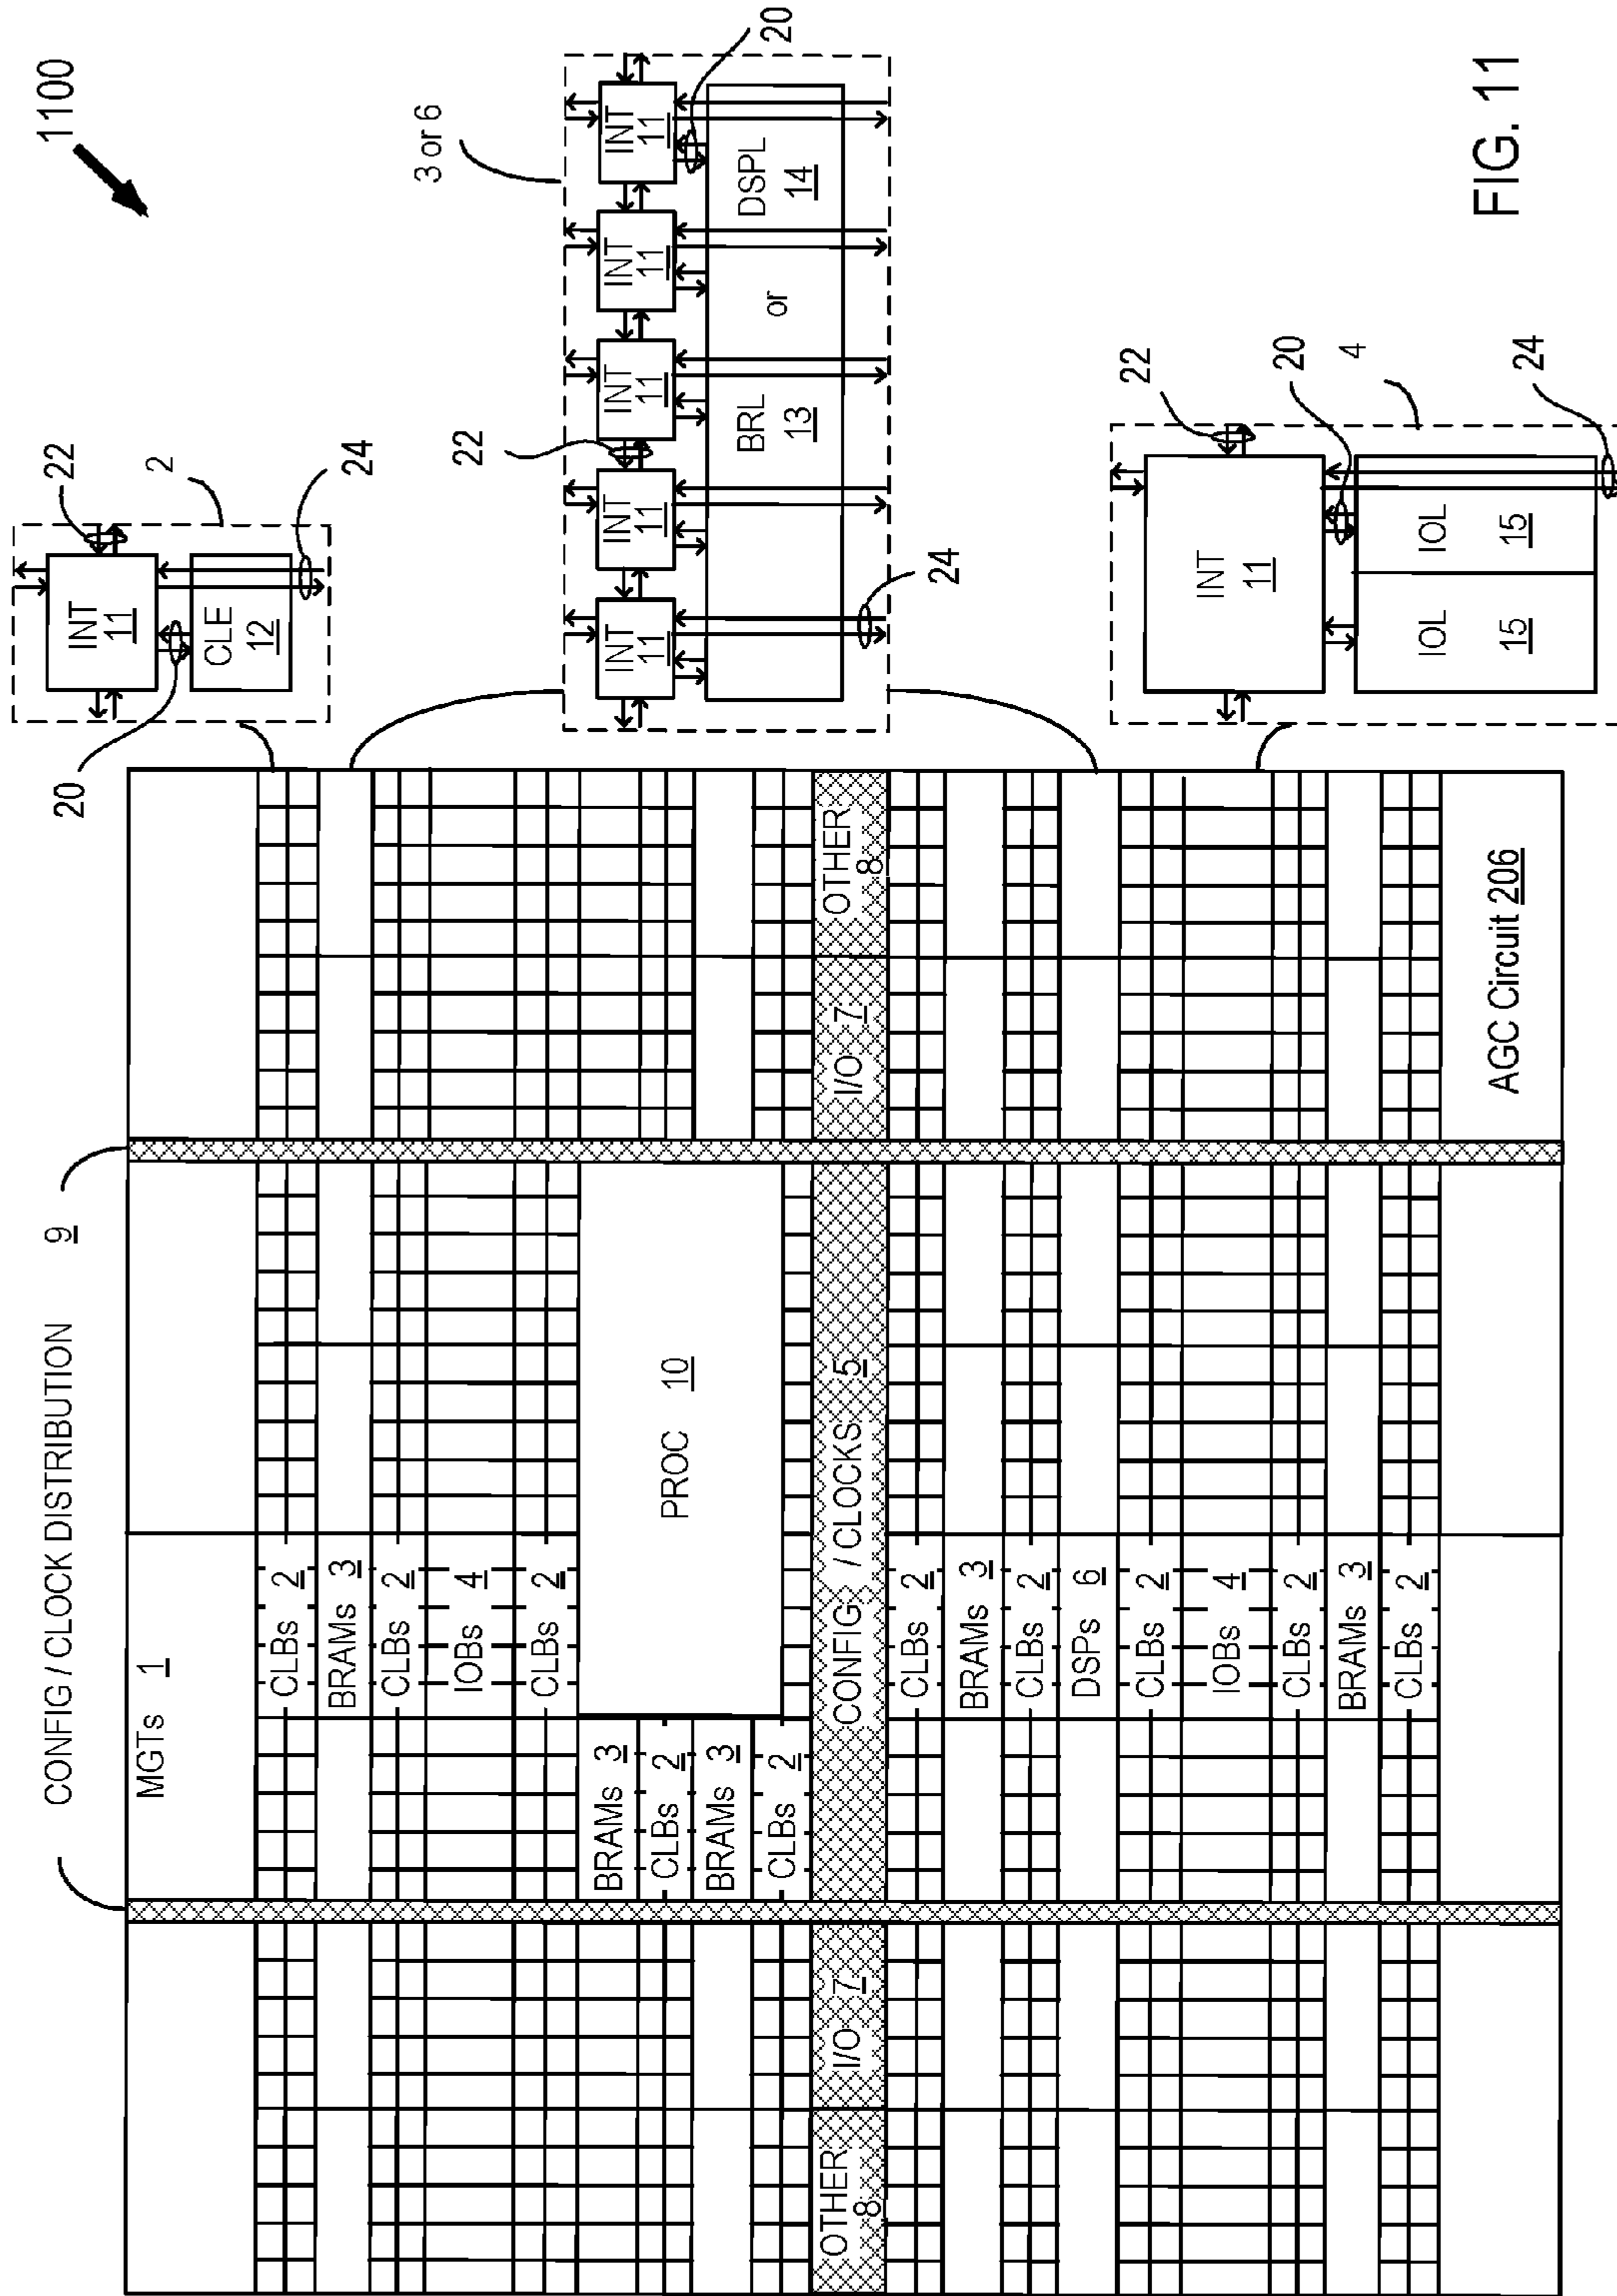 1100
CONFIG / CLOCK DISTRIBUTION 9
MGTs 1
CLBs 2
BRAMs 3
CLBs 2
IOBs 4
CLBs 2
BRAMs 3
CLBs 2
BRAMs 3
CLBs 2
PROC 10
OTHER 8
I/O 7
CONFIG / CLOCKS 5
I/O 7
OTHER 8
CLBs 2
BRAMs 3
CLBs 2
DSPs 6
CLBs 2
IOBs 4
CLBs 2
BRAMs 3
CLBs 2
AGC Circuit 206
20
INT
11
CLE
12
22
2
24
3 or 6
INT
11
INT
11
INT
11
INT
11
INT
11
22
20
BRL
13
or
DSPL
14
24
INT
11
22
20
4
IOL
15
IOL
15
24
FIG. 11